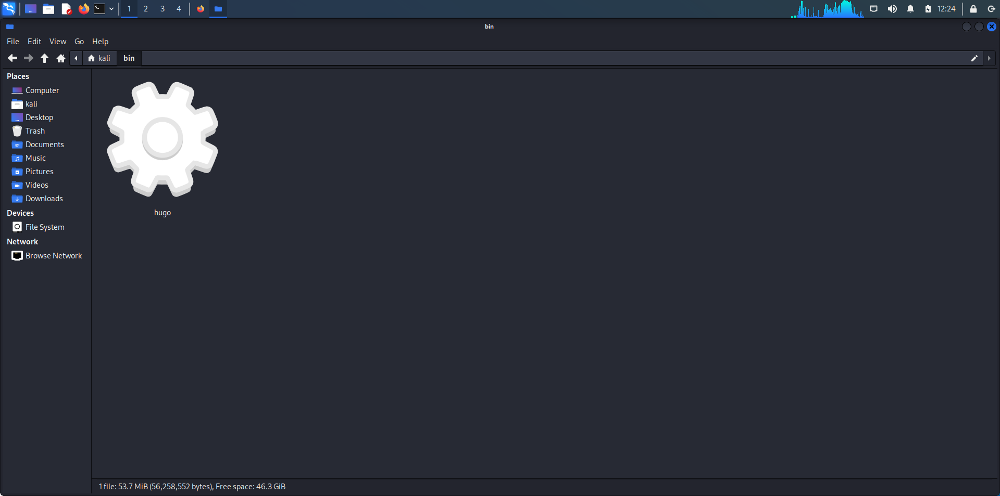 1 2 3 4 12:24
bin
File Edit View Go Help
kali bin
Places
Computer
kali
Desktop
Trash
Documents
Music
Pictures
Videos
Downloads
Devices
File System
Network
Browse Network
hugo
1 file: 53.7 MiB (56,258,552 bytes), Free space: 46.3 GiB